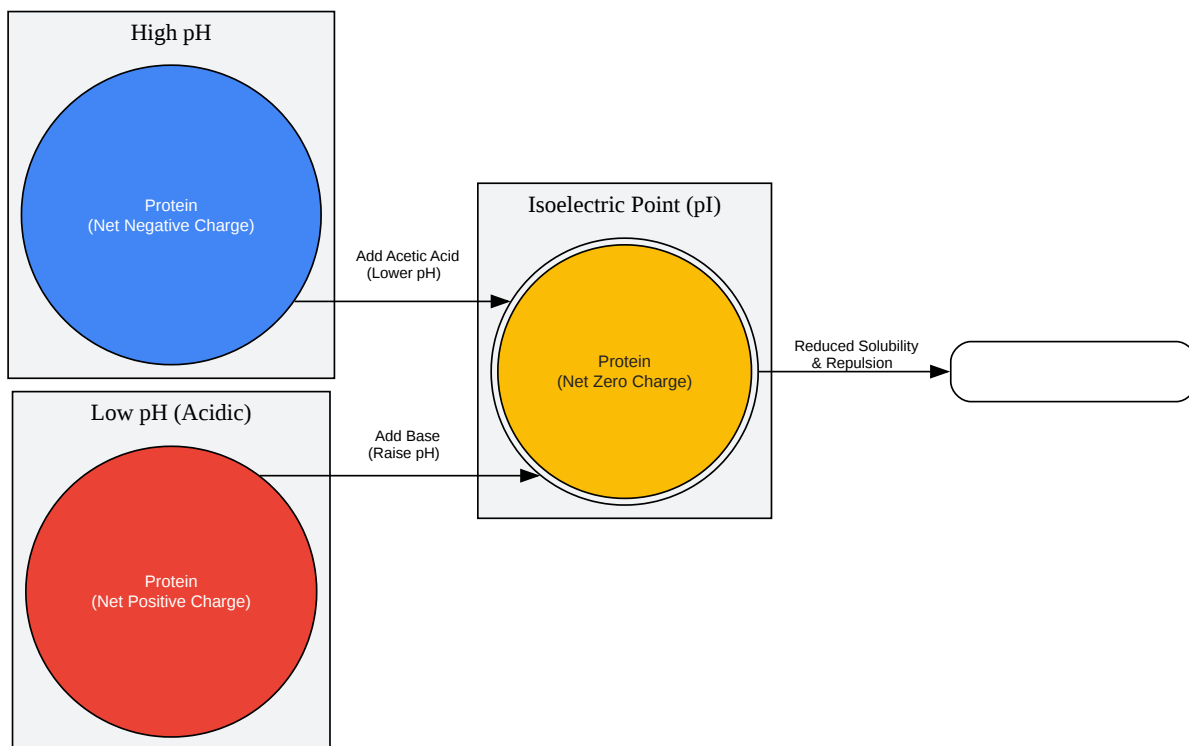 High pH
Protein
(Net Negative Charge)
Add Acetic Acid
(Lower pH)
Isoelectric Point (pI)
Protein
(Net Zero Charge)
Reduced Solubility
& Repulsion
Low pH (Acidic)
Add Base
(Raise pH)
Protein
(Net Positive Charge)